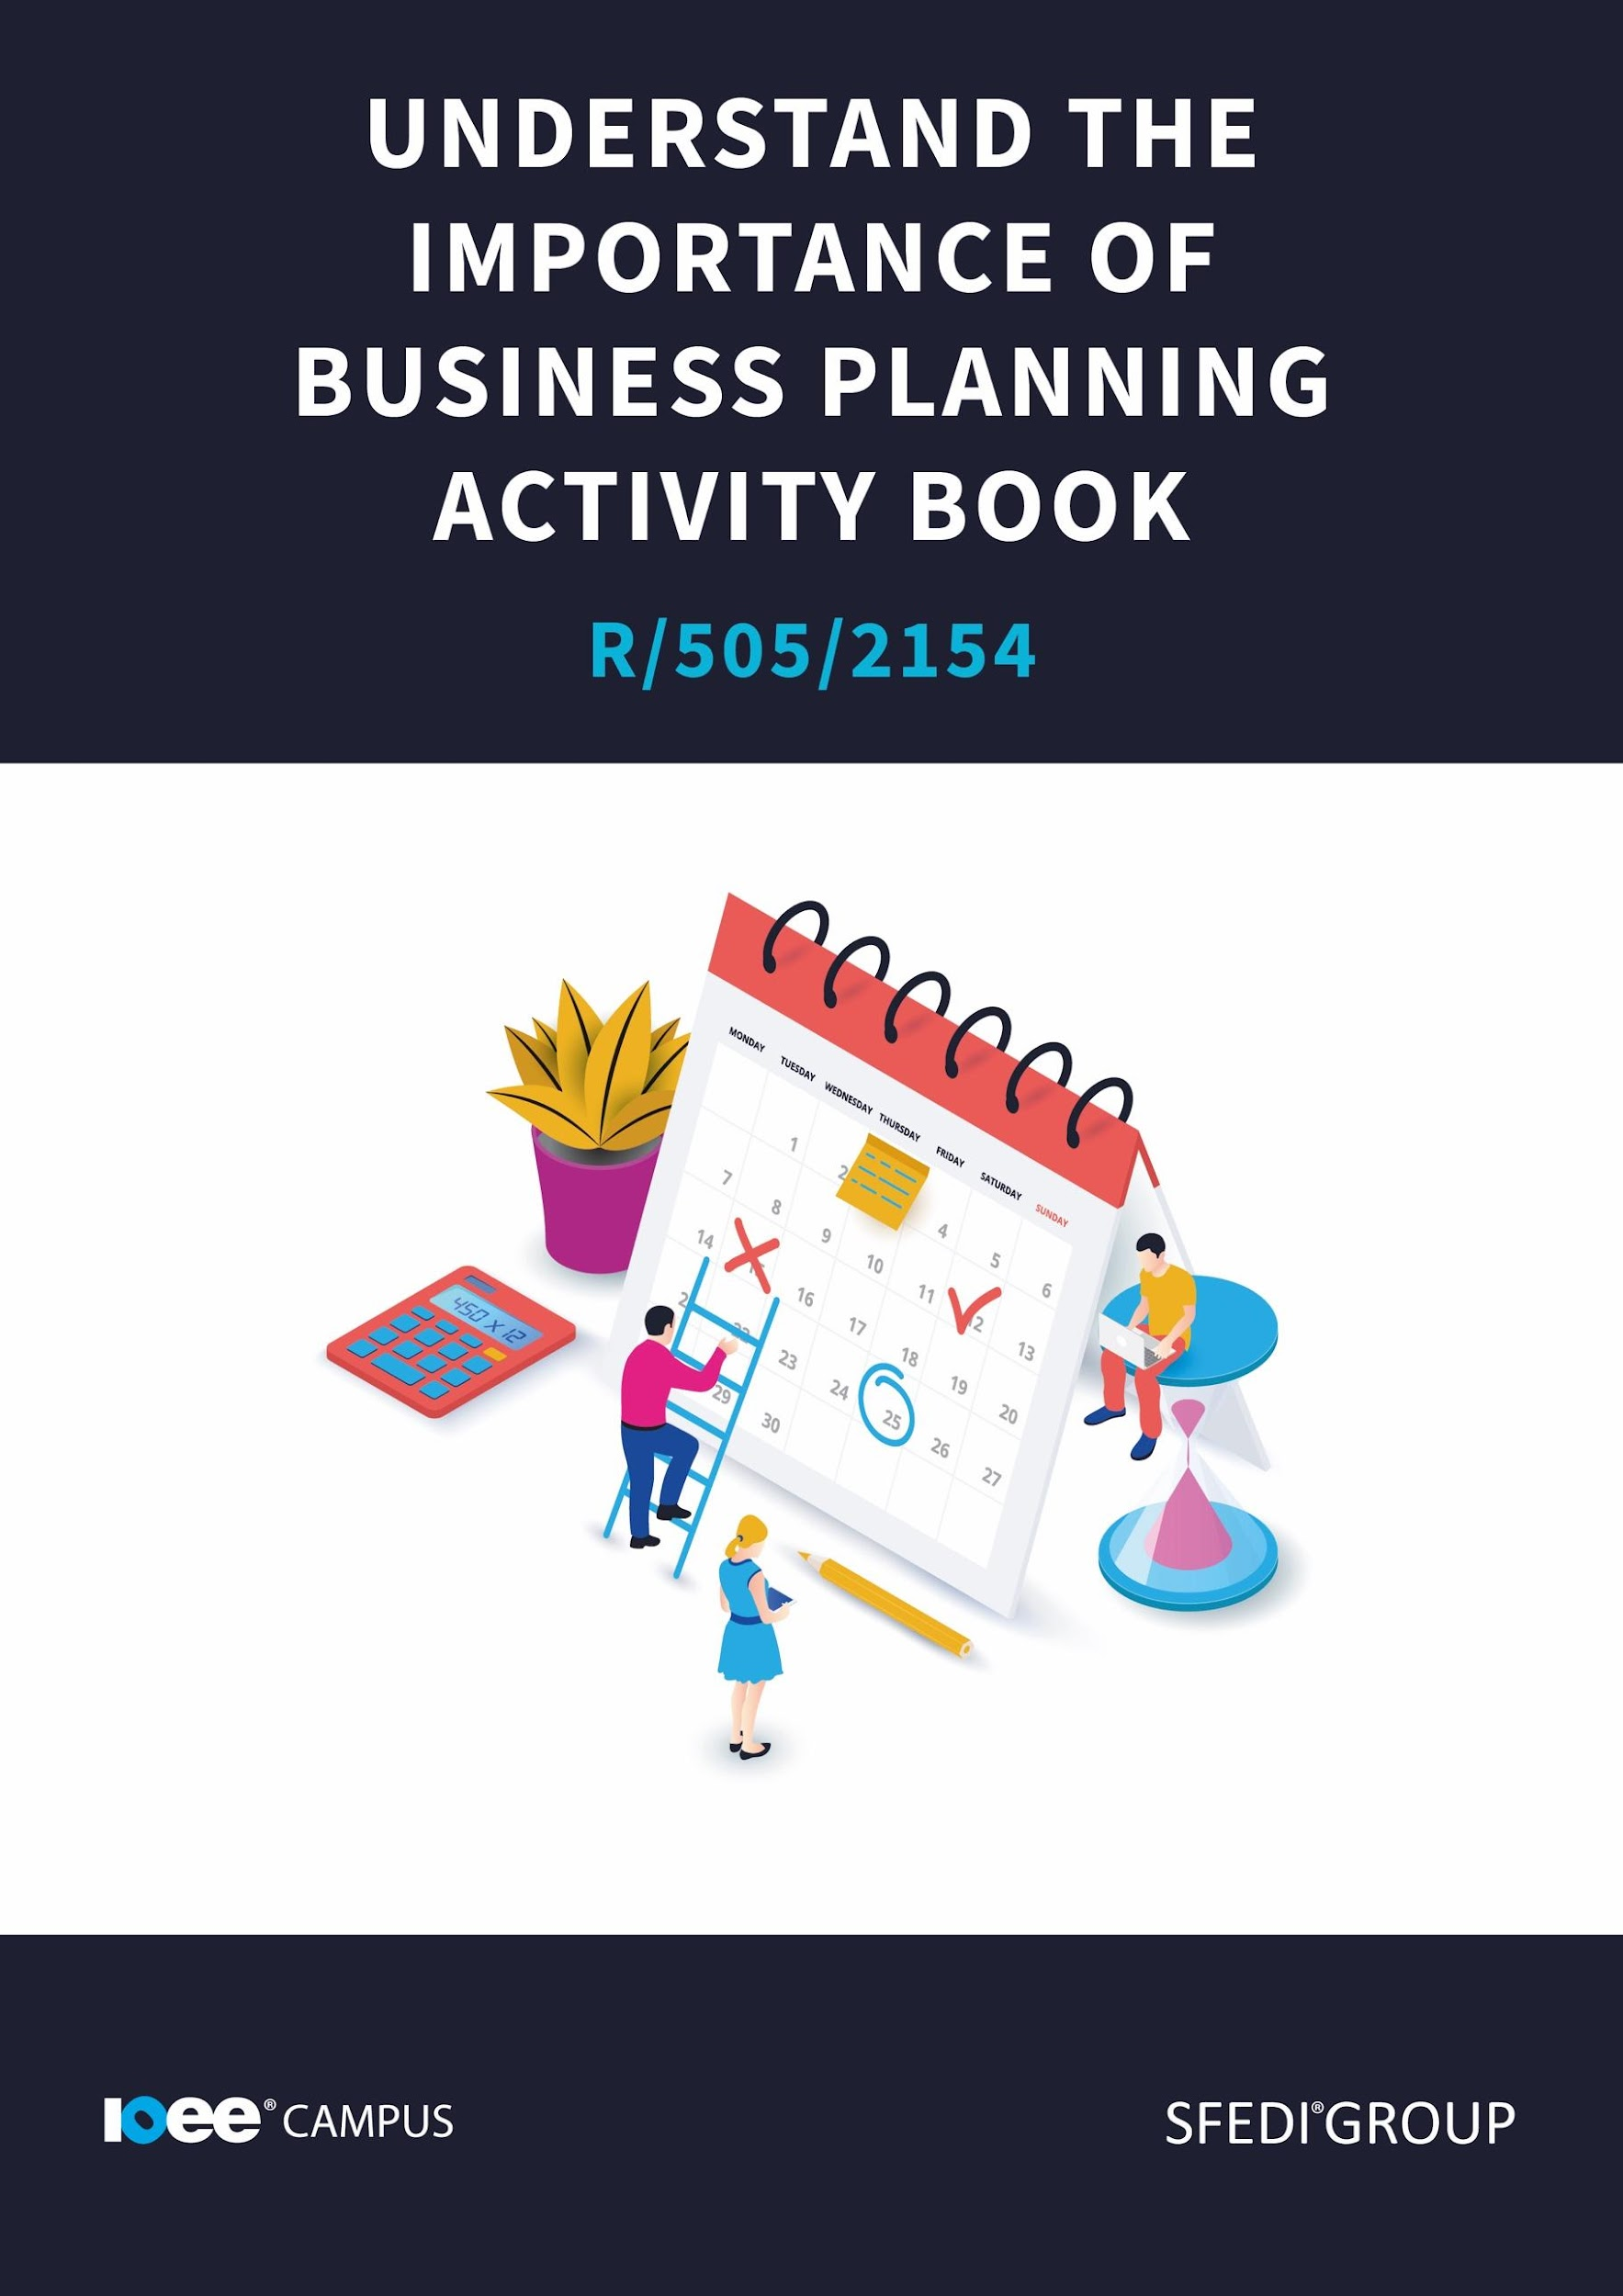 UNDERSTAND THE
IMPORTANCE OF
BUSINESS PLANNING
ACTIVITY BOOK
R/505/2154
MONDAY TUESDAY WEDNESDAY THURSDAY FRIDAY SATURDAY SUNDAY
1 2 4 5 6
7 8 9 10 11 12 13
14 16 17 18 19 20
23 24 25 26 27
29 30
450 X 12
ioee® CAMPUS
SFEDI® GROUP